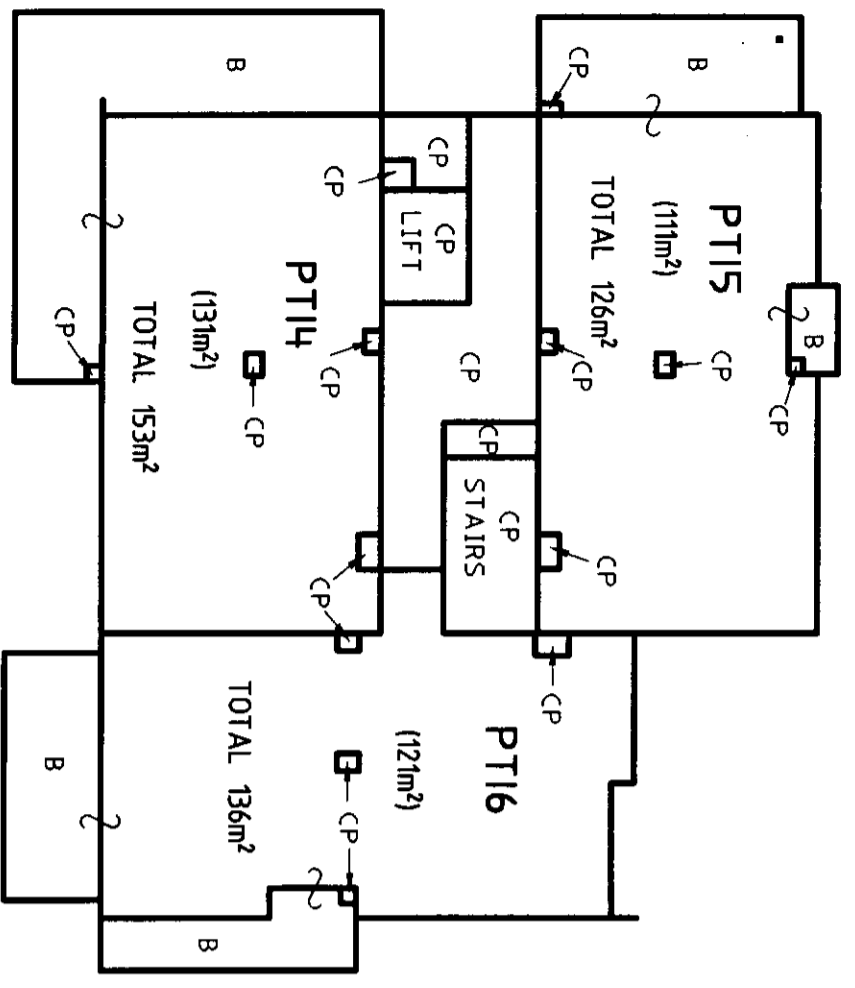 B
CP
B
PT15
(111m²)
TOTAL 126m²
CP
CP
CP
CP
CP
CP
LIFT
CP
CP
CP
CP
STAIRS
B
CP
CP
PT14
(131m²)
TOTAL 153m²
CP
CP
CP
CP
PT16
(121m²)
TOTAL 136m²
CP
B
B